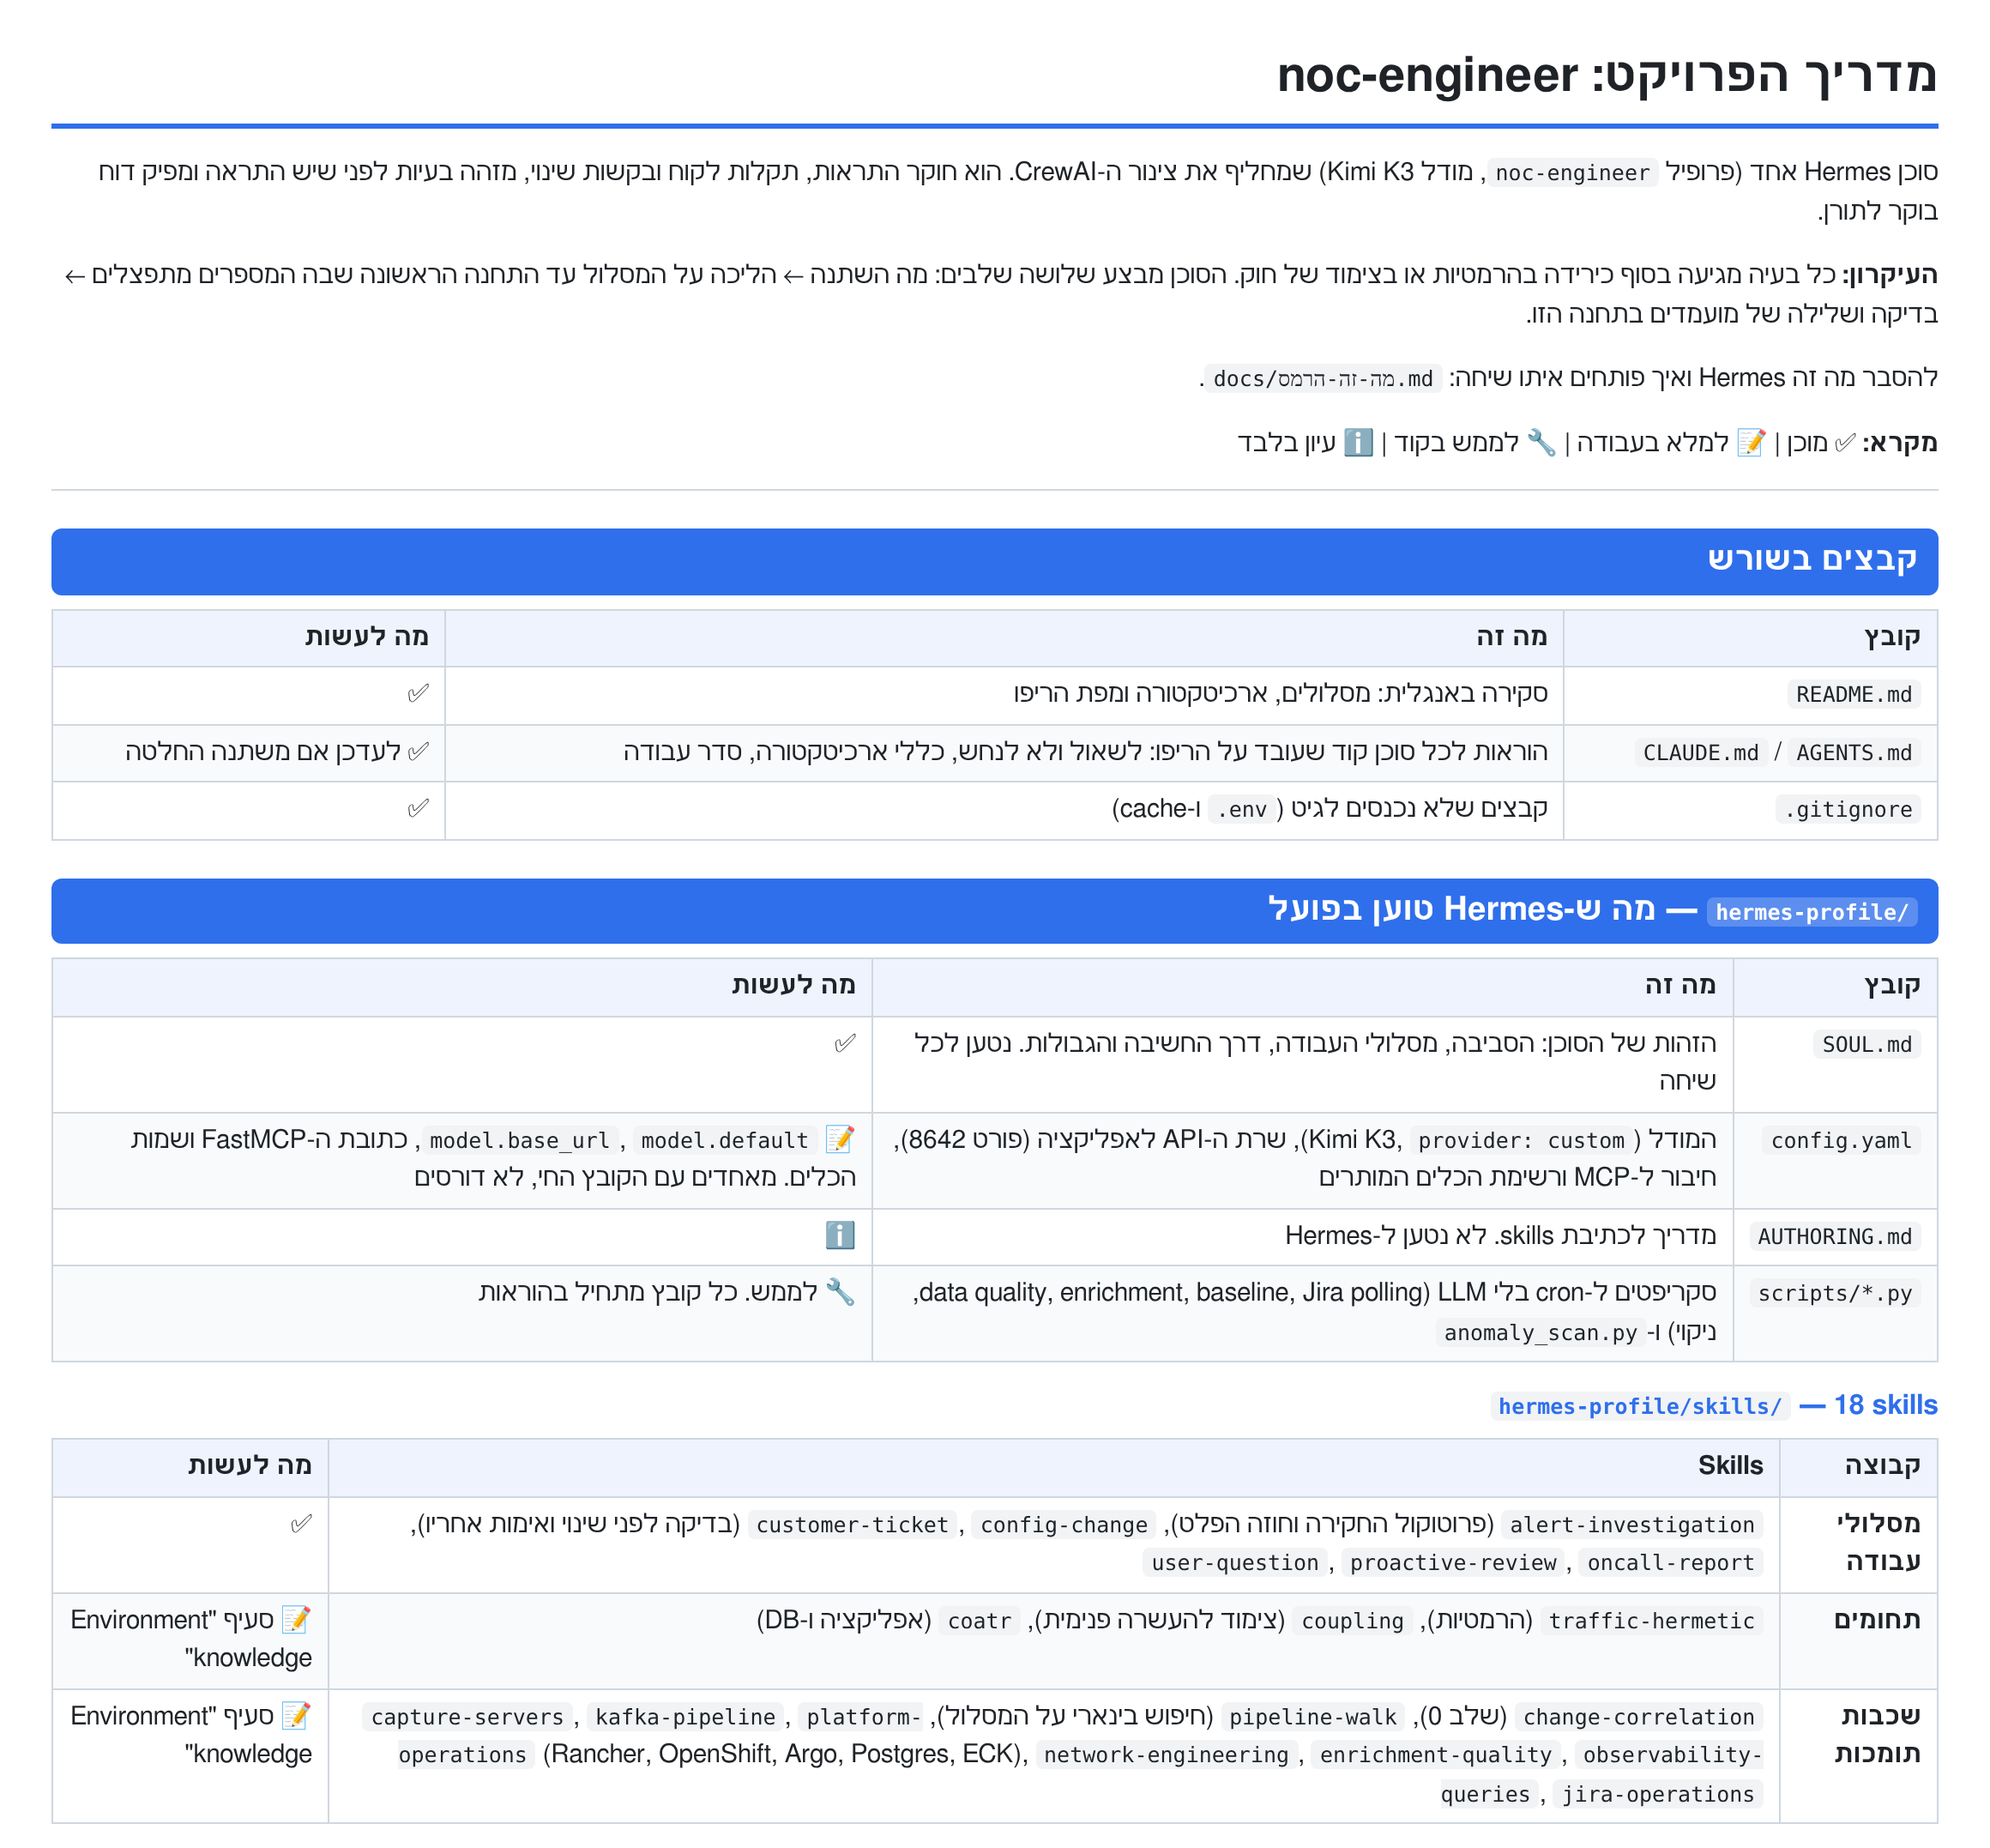 מדריך הפרויקט: noc-engineer
סוכן Hermes אחד (פרופיל noc-engineer, מודל Kimi K3) שמחליף את צינור ה-CrewAI. הוא חוקר התראות, תקלות לקוח ובקשות שינוי, מזהה בעיות לפני שיש התראה ומפיק דוח
בוקר לתורן.
העיקרון: כל בעיה מגיעה בסוף כירידה בהרמטיות או בצימוד של חוק. הסוכן מבצע שלושה שלבים: מה השתנה ← הליכה על המסלול עד התחנה הראשונה שבה המספרים מתפצלים ←
בדיקה ושלילה של מועמדים בתחנה הזו.
להסבר מה זה Hermes ואיך פותחים איתו שיחה: docs/מה-זה-הרמס.md.
מקרא: ✅ מוכן | 📝 למלא בעבודה | 🔧 לממש בקוד | ℹ️ עיון בלבד
קבצים בשורש
קובץ מה זה מה לעשות
README.md סקירה באנגלית: מסלולים, ארכיטקטורה ומפת הריפו ✅
CLAUDE.md / AGENTS.md הוראות לכל סוכן קוד שעובד על הריפו: לשאול ולא לנחש, כללי ארכיטקטורה, סדר עבודה ✅ לעדכן אם משתנה החלטה
.gitignore קבצים שלא נכנסים לגיט (.env ו-cache) ✅
hermes-profile/ — מה ש-Hermes טוען בפועל
קובץ מה זה מה לעשות
SOUL.md הזהות של הסוכן: הסביבה, מסלולי העבודה, דרך החשיבה והגבולות. נטען לכל ✅
שיחה
config.yaml המודל (Kimi K3, provider: custom), שרת ה-API לאפליקציה (פורט 8642), 📝 model.base_url, model.default, כתובת ה-FastMCP ושמות
חיבור ל-MCP ורשימת הכלים המותרים הכלים. מאחדים עם הקובץ החי, לא דורסים
AUTHORING.md מדריך לכתיבת skills. לא נטען ל-Hermes ℹ️
scripts/*.py סקריפטים ל-cron בלי LLM (data quality, enrichment, baseline, Jira polling, 🔧 לממש. כל קובץ מתחיל בהוראות
ניקוי) ו-anomaly_scan.py
hermes-profile/skills/ — 18 skills
קבוצה Skills מה לעשות
מסלולי alert-investigation (פרוטוקול החקירה וחוזה הפלט), customer-ticket, config-change (בדיקה לפני שינוי ואימות אחריו), ✅
עבודה user-question, proactive-review, oncall-report
תחומים traffic-hermetic (הרמטיות), coupling (צימוד להעשרה פנימית), coatr (אפליקציה ו-DB) 📝 סעיף "Environment
knowledge"
שכבות change-correlation (שלב 0), pipeline-walk (חיפוש בינארי על המסלול), capture-servers, kafka-pipeline, platform- 📝 סעיף "Environment
תומכות operations (Rancher, OpenShift, Argo, Postgres, ECK), network-engineering, enrichment-quality, observability- knowledge"
queries, jira-operations